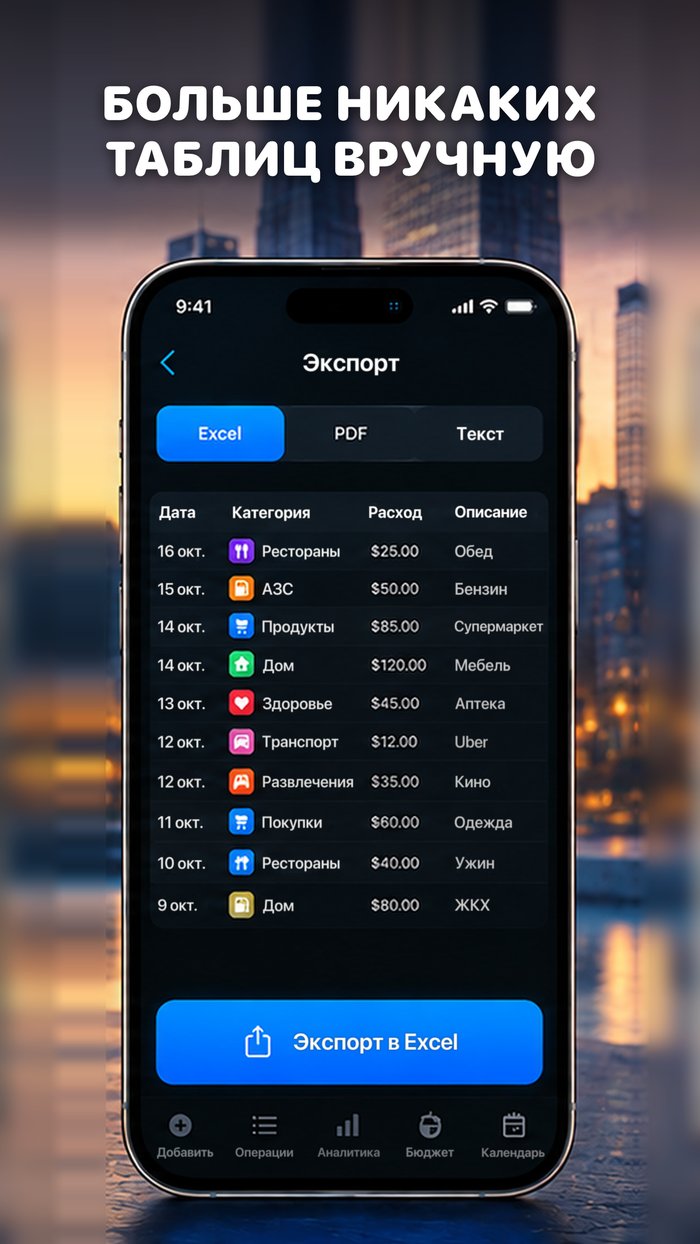 БОЛЬШЕ НИКАКИХ
ТАБЛИЦ ВРУЧНУЮ
9:41
Экспорт
Excel PDF Текст
Дата Категория Расход Описание
16 окт. Рестораны $25.00 Обед
15 окт. АЗС $50.00 Бензин
14 окт. Продукты $85.00 Супермаркет
14 окт. Дом $120.00 Мебель
13 окт. Здоровье $45.00 Аптека
12 окт. Транспорт $12.00 Uber
12 окт. Развлечения $35.00 Кино
11 окт. Покупки $60.00 Одежда
10 окт. Рестораны $40.00 Ужин
9 окт. Дом $80.00 ЖКХ
Экспорт в Excel
Добавить Операции Аналитика Бюджет Календарь